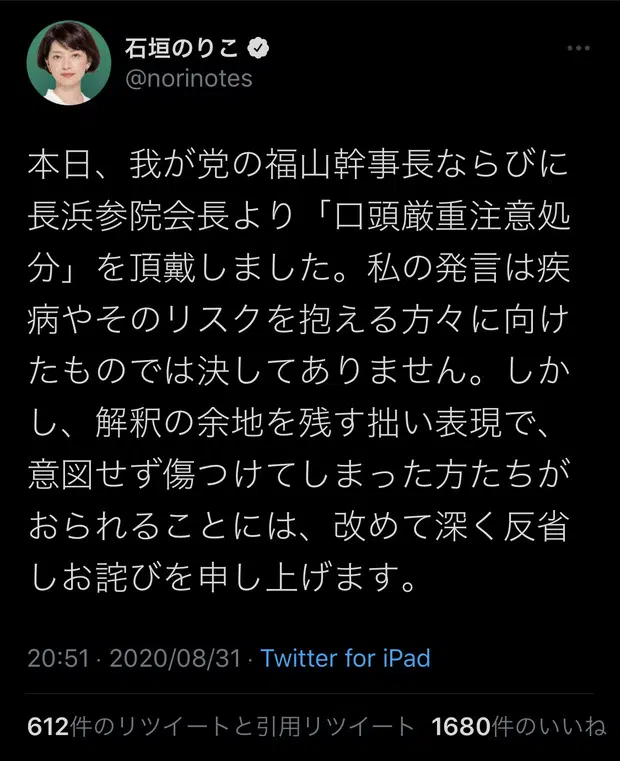 石垣のりこ
@norinotes
本日、我が党の福山幹事長ならびに
長浜参院会長より「口頭厳重注意処
分」を頂戴しました。私の発言は疾
病やそのリスクを抱える方々に向け
たものでは決してありません。しか
し、解釈の余地を残す拙い表現で、
意図せず傷つけてしまった方たちが
おられることには、改めて深く反省
しお詫びを申し上げます。
20:51 · 2020/08/31 · Twitter for iPad
612件のリツイートと引用リツイート 1680件のいいね